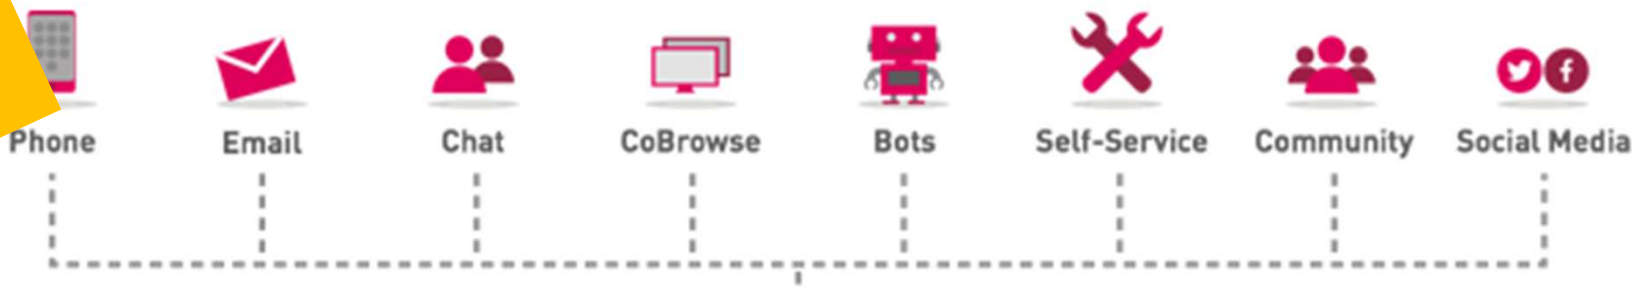 Phone
Email
Chat
CoBrowse
Bots
Self-Service
Community
Social Media